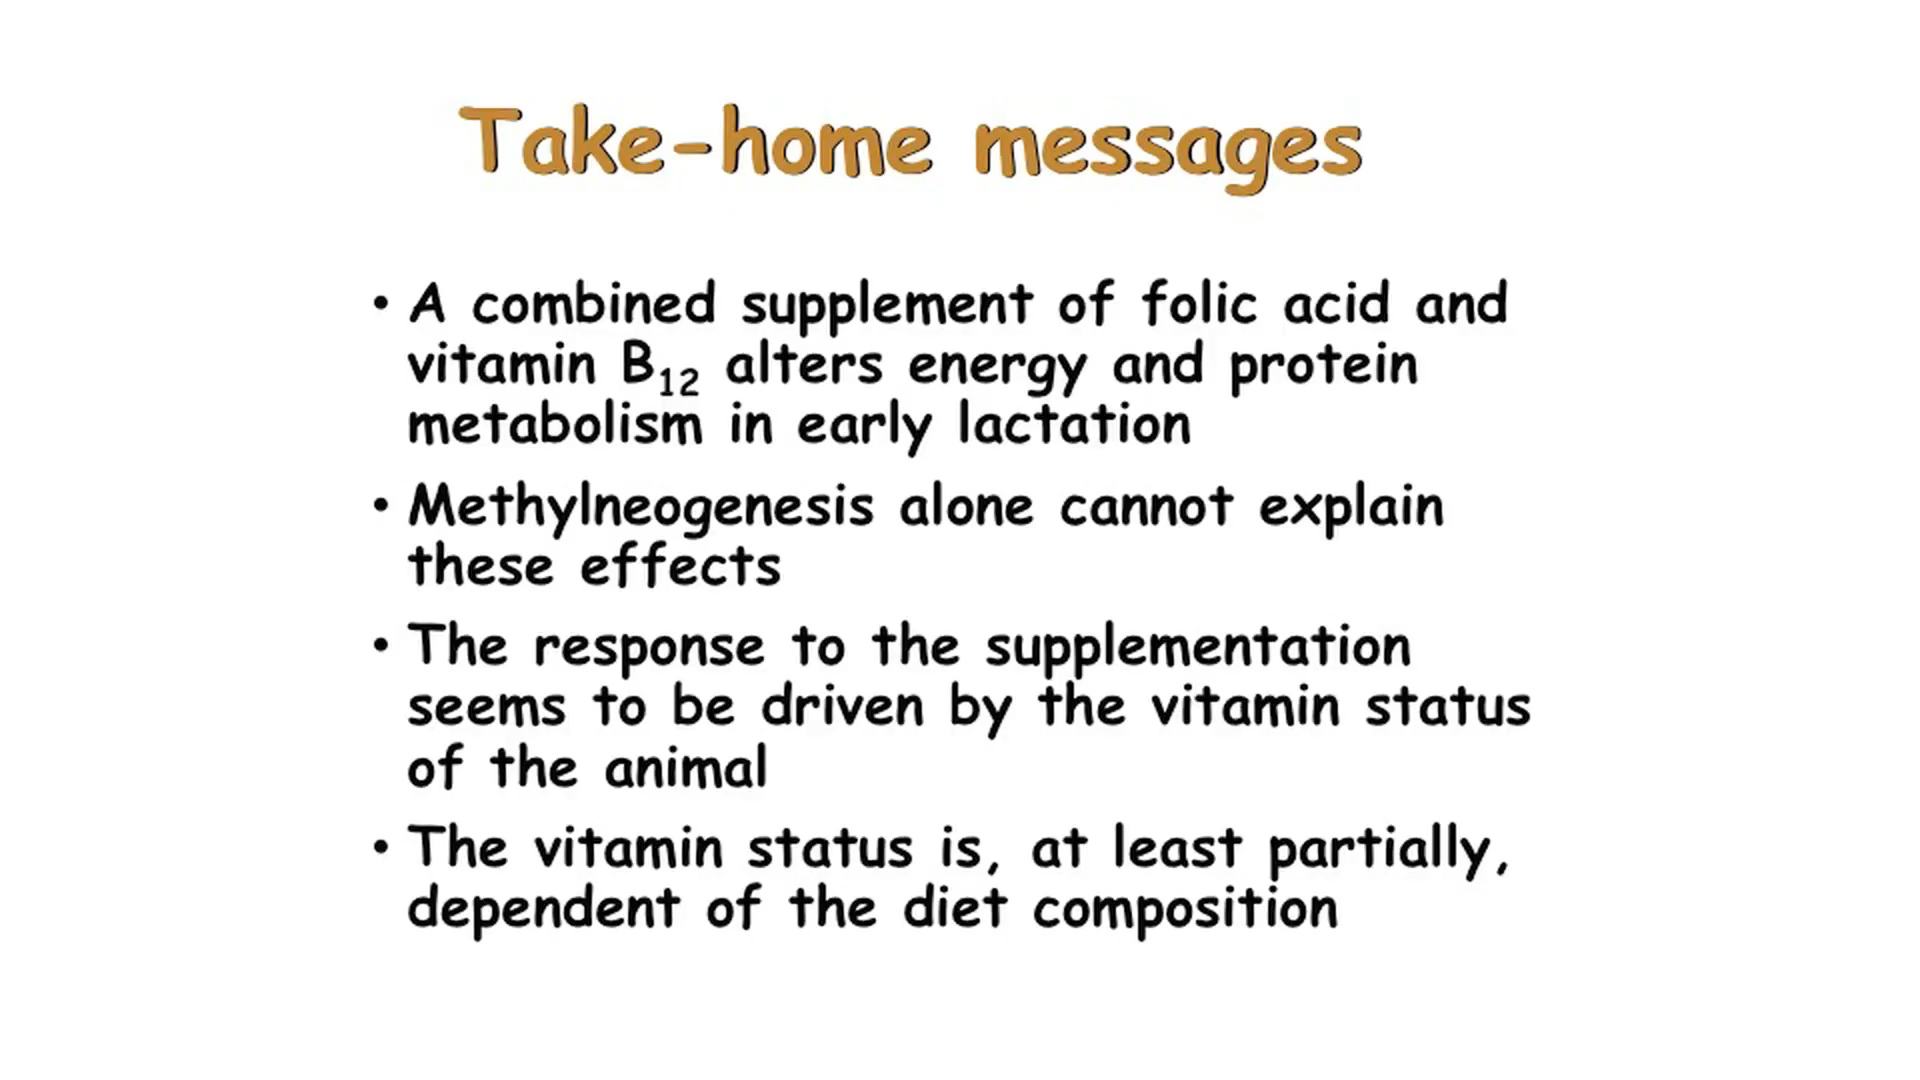 Take-home messages
• A combined supplement of folic acid and
vitamin B₁₂ alters energy and protein
metabolism in early lactation
• Methylneogenesis alone cannot explain
these effects
• The response to the supplementation
seems to be driven by the vitamin status
of the animal
• The vitamin status is, at least partially,
dependent of the diet composition